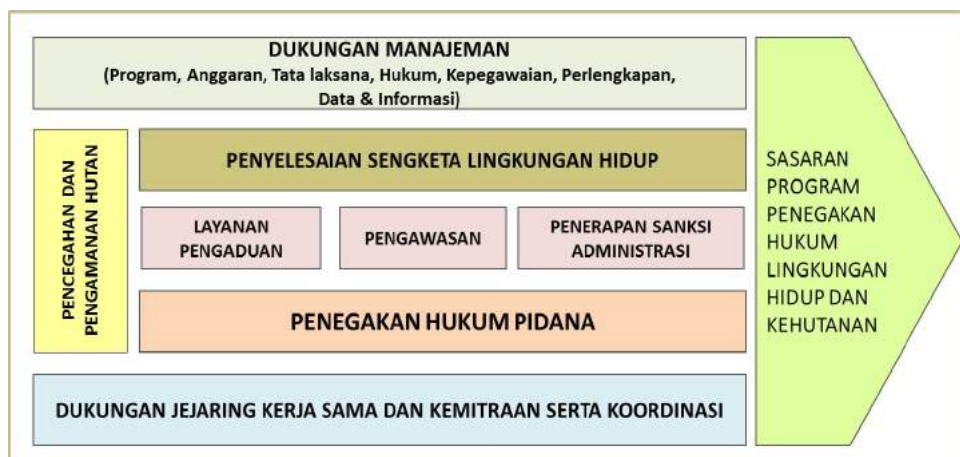 DUKUNGAN MANAJEMAN
(Program, Anggaran, Tata laksana, Hukum, Kepegawaian, Perlengkapan,
Data & Informasi)
PENCEGAHAN DAN
PENGAMANAN HUTAN
PENYELESAIAN SENGKETA LINGKUNGAN HIDUP
LAYANAN
PENGADUAN
PENGAWASAN
PENERAPAN SANKSI
ADMINISTRASI
PENEGAKAN HUKUM PIDANA
DUKUNGAN JEJARING KERJA SAMA DAN KEMITRAAN SERTA KOORDINASI
SASARAN
PROGRAM
PENEGAKAN
HUKUM
LINGKUNGAN
HIDUP DAN
KEHUTANAN